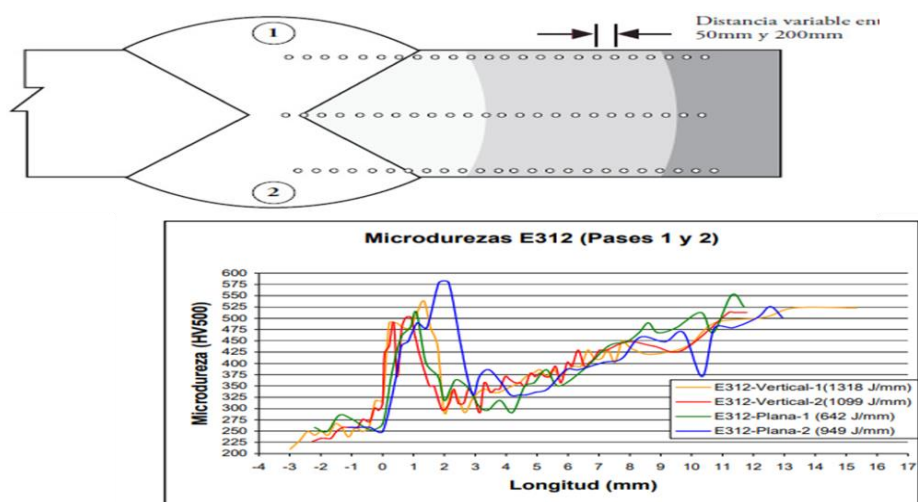 1
Distancia variable en
50mm y 200mm
2
Microdurezas E312 (Pases 1 y 2)
Microdureza (HV500)
600
575
550
525
500
475
450
425
400
375
350
325
300
275
250
225
200
E312-Vertical-1(1318 J/mm)
E312-Vertical-2(1099 J/mm)
E312-Plana-1 (642 J/mm)
E312-Plana-2 (949 J/mm)
-4 -3 -2 -1 0 1 2 3 4 5 6 7 8 9 10 11 12 13 14 15 16 17
Longitud (mm)